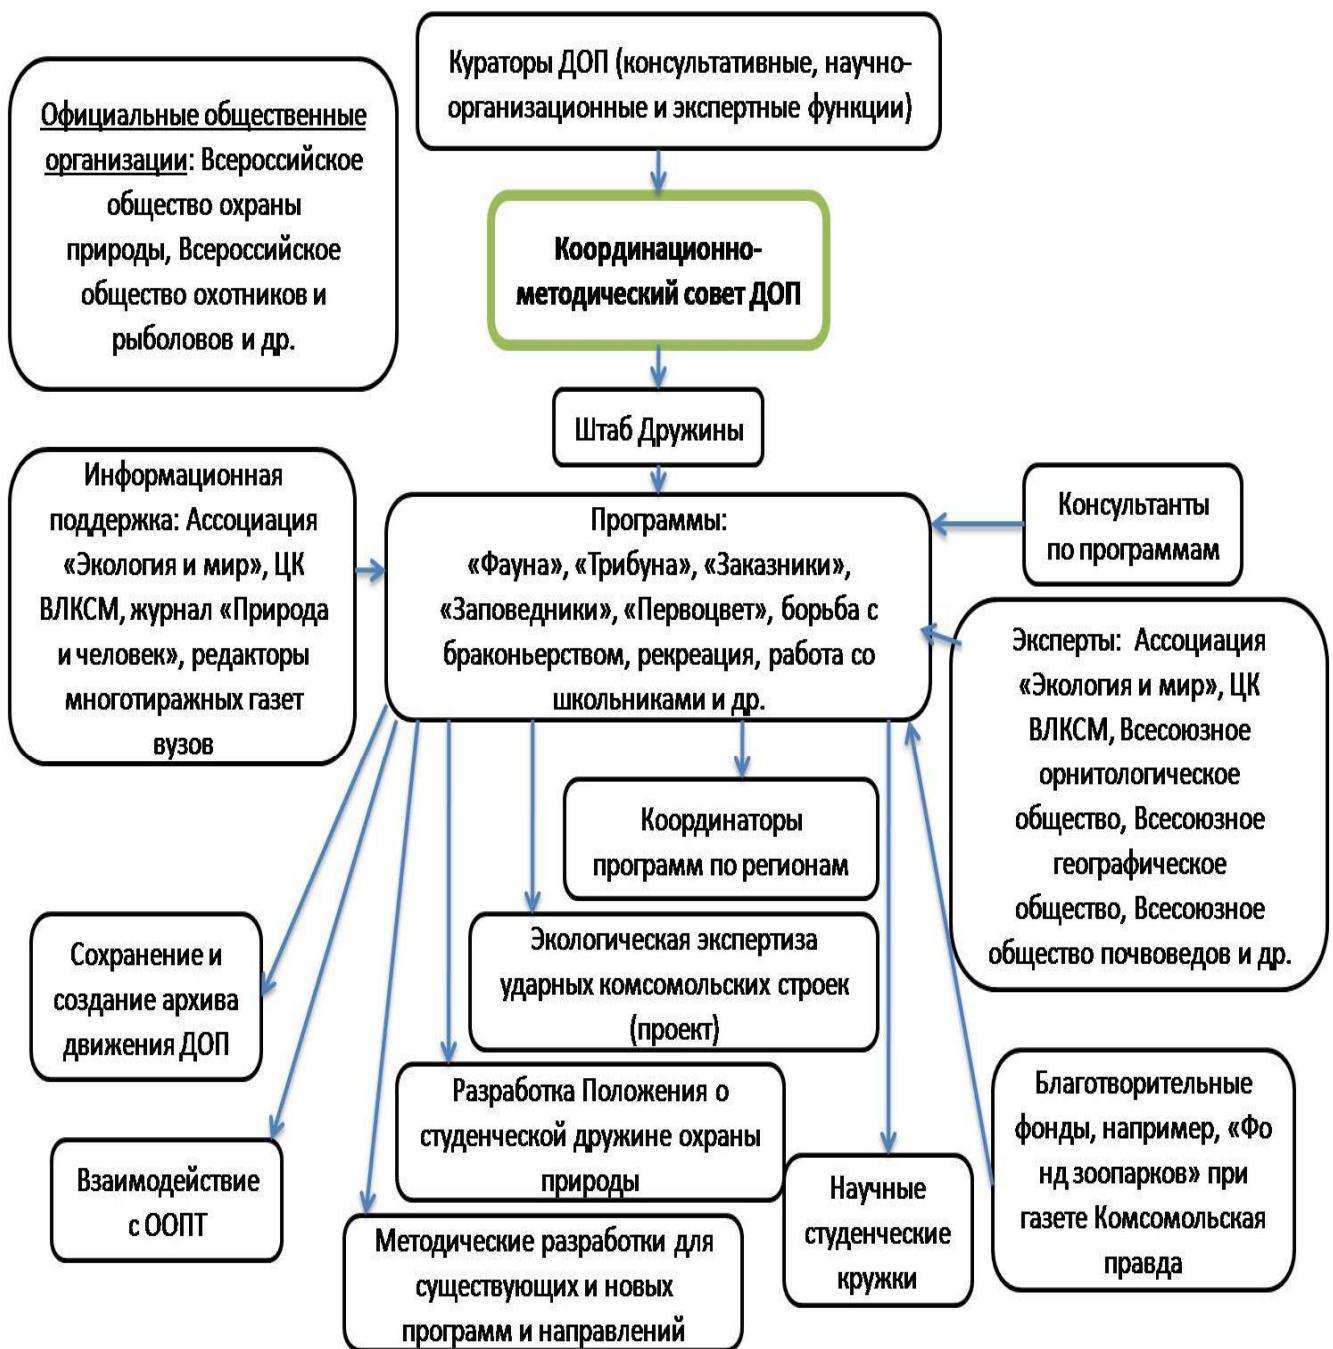 Кураторы ДОП (консультативные, научно-
организационные и экспертные функции)
Официальные общественные
организации: Всероссийское
общество охраны
природы, Всероссийское
общество охотников и
рыболовов и др.
Координационно-
методический совет ДОП
Штаб Дружины
Информационная
поддержка: Ассоциация
«Экология и мир», ЦК
ВЛКСМ, журнал «Природа
и человек», редакторы
многотиражных газет
вузов
Программы:
«Фауна», «Трибуна», «Заказники»,
«Заповедники», «Первоцвет», борьба с
браконьерством, рекреация, работа со
школьниками и др.
Консультанты
по программам
Эксперты: Ассоциация
«Экология и мир», ЦК
ВЛКСМ, Всесоюзное
орнитологическое
общество, Всесоюзное
географическое
общество, Всесоюзное
общество почвоведов и др.
Координаторы
программ по регионам
Экологическая экспертиза
ударных комсомольских строек
(проект)
Сохранение и
создание архива
движения ДОП
Разработка Положения о
студенческой дружине охраны
природы
Благотворительные
фонды, например, «Фо
нд зоопарков» при
газете Комсомольская
правда
Взаимодействие
с ООПТ
Научные
студенческие
кружки
Методические разработки для
существующих и новых
программ и направлений